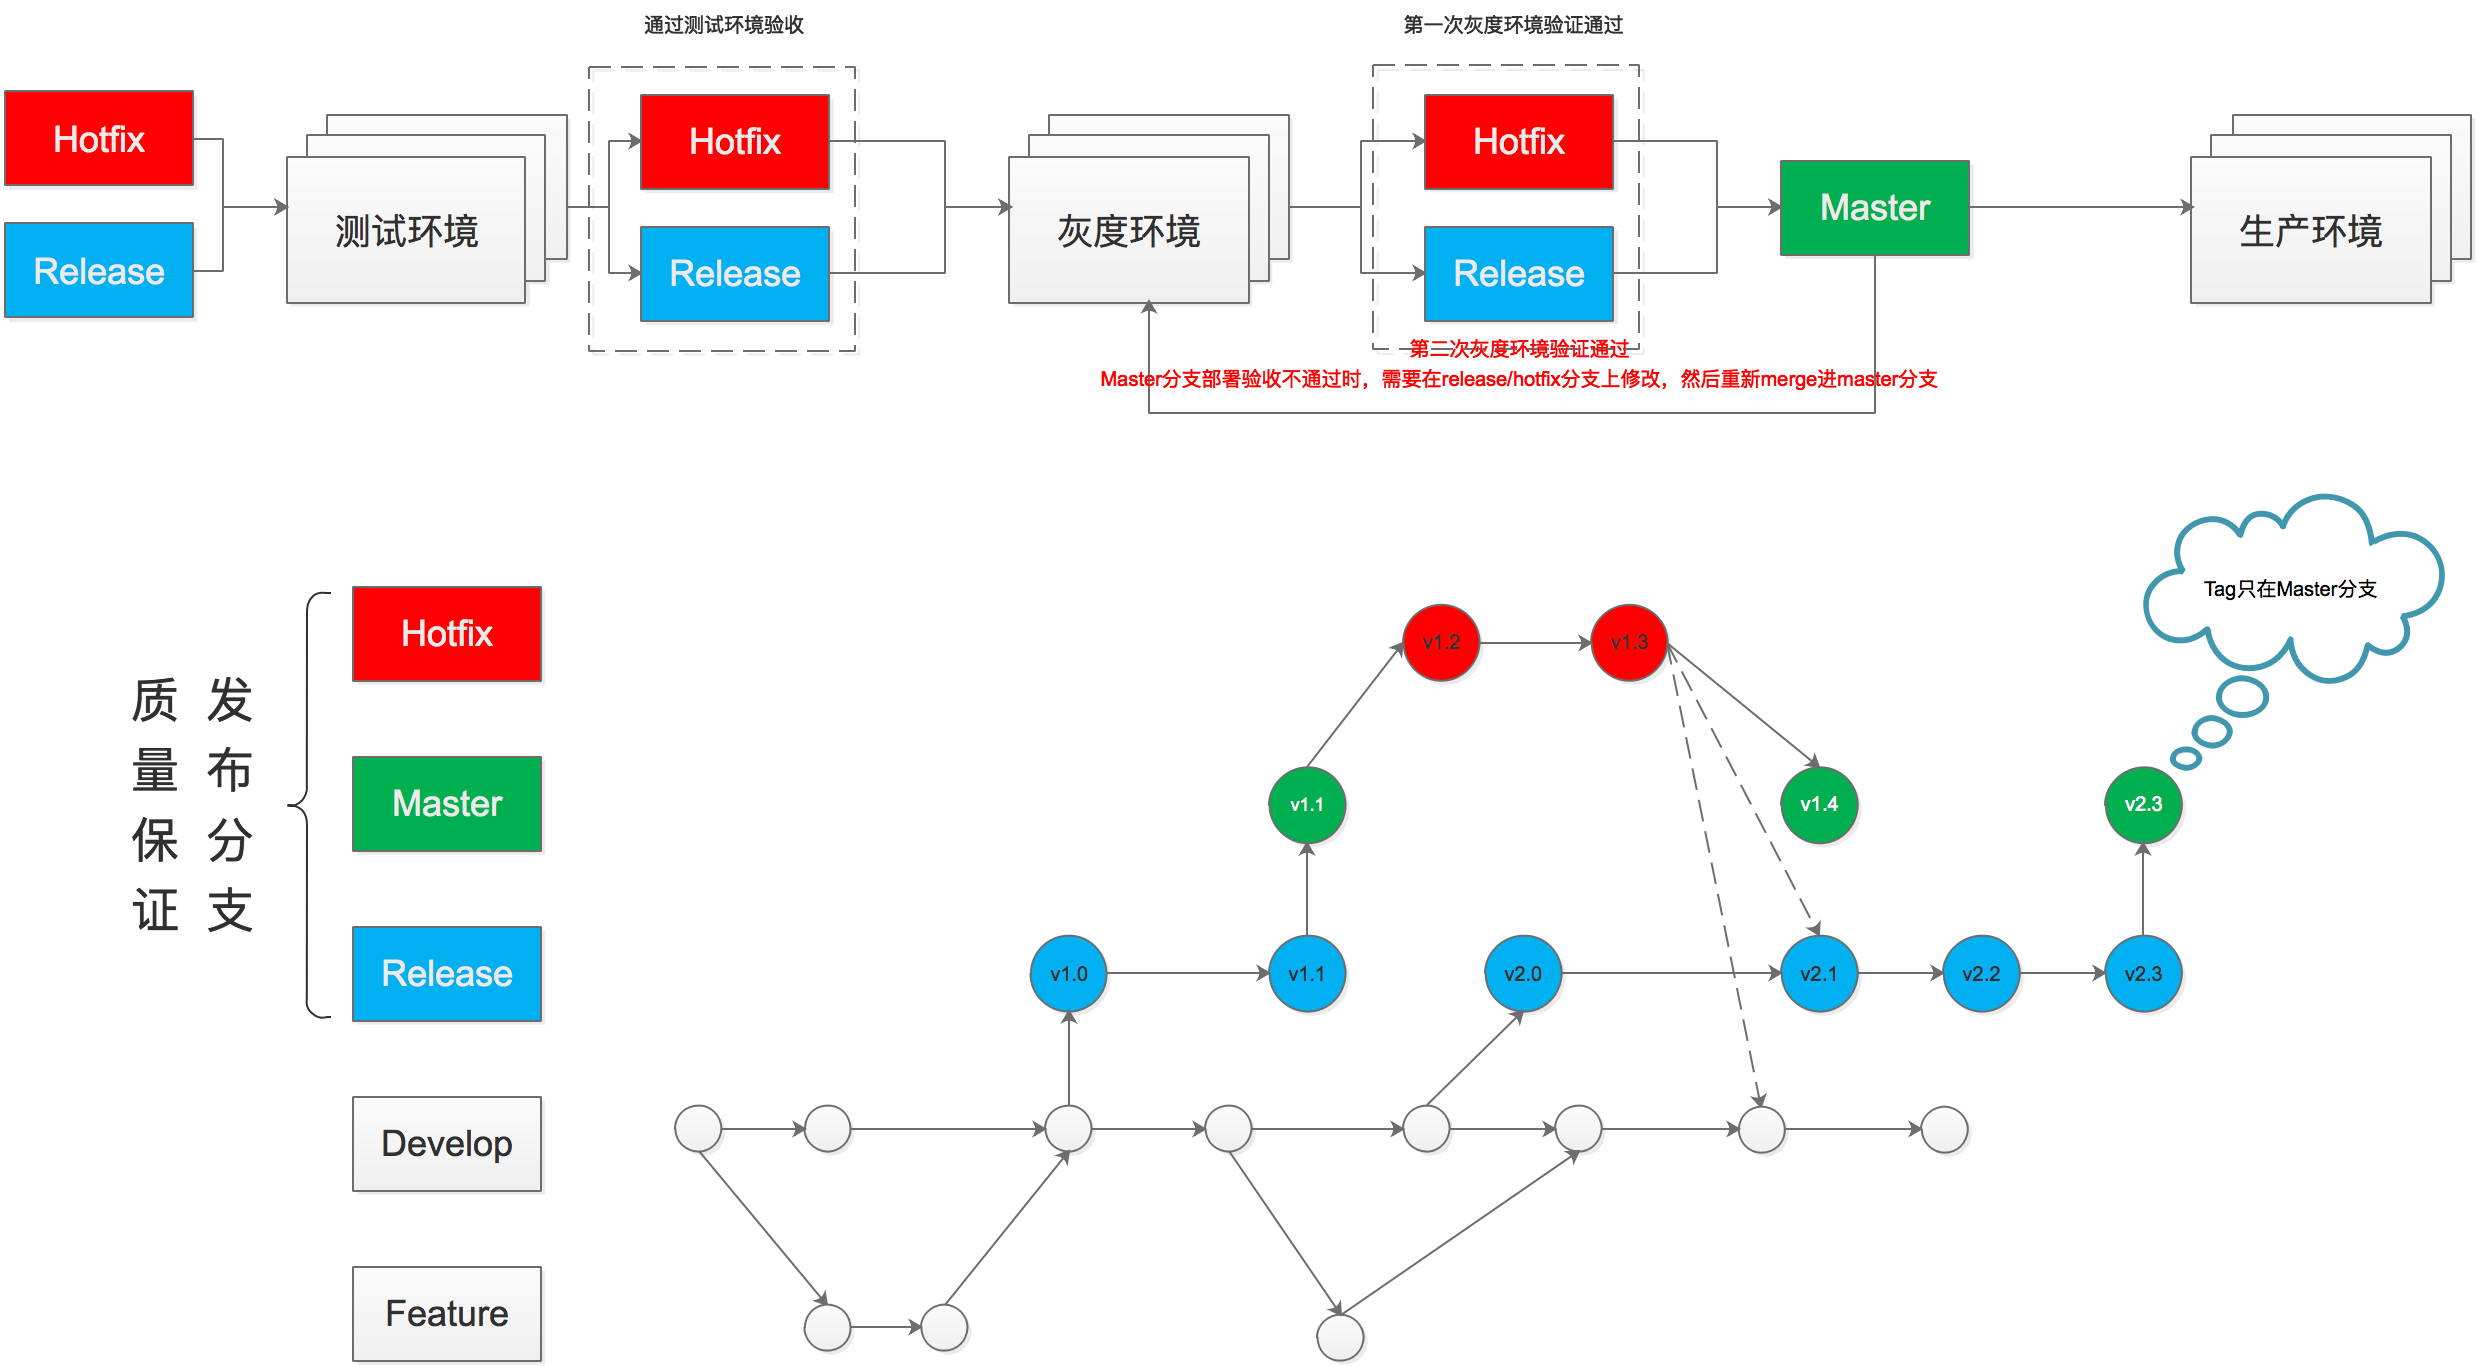 通过测试环境验收
第一次灰度环境验证通过
Hotfix
Release
测试环境
Hotfix
Release
灰度环境
Hotfix
Release
Master
生产环境
第二次灰度环境验证通过
Master分支部署验收不通过时，需要在release/hotfix分支上修改，然后重新merge进master分支
Tag只在Master分支
发布分支
质量保证
Hotfix
v1.2
v1.3
Master
v1.1
v1.4
v2.3
Release
v1.0
v1.1
v2.0
v2.1
v2.2
v2.3
Develop
Feature